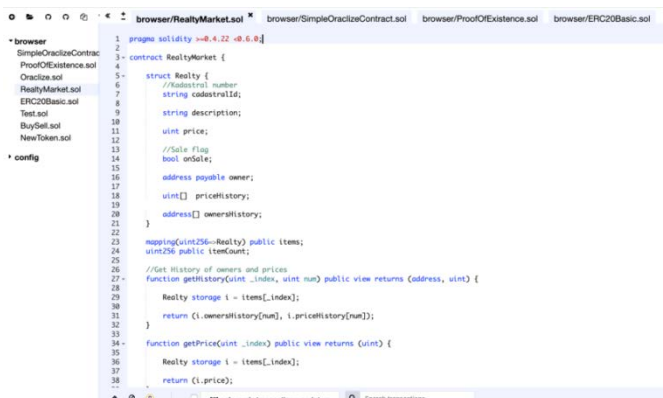 browser/RealtyMarket.sol browser/SimpleOraclizeContract.sol browser/ProofOfExistence.sol browser/ERC20Basic.sol
browser
SimpleOraclizeContrac
ProofOfExistence.sol
Oraclize.sol
RealtyMarket.sol
ERC20Basic.sol
Test.sol
BuySell.sol
NewToken.sol
config
1 pragma solidity >=0.4.22 <0.6.0;
2
3 contract RealtyMarket {
4
5 struct Realty {
6 //Kadastral number
7 string cadastralId;
8
9 string description;
10
11 uint price;
12
13 //Sale flag
14 bool onSale;
15
16 address payable owner;
17
18 uint[] priceHistory;
19
20 address[] ownersHistory;
21 }
22
23 mapping(uint256=>Realty) public items;
24 uint256 public itemCount;
25
26 //Get History of owners and prices
27 function getHistory(uint _index, uint num) public view returns (address, uint) {
28
29 Realty storage i = items[_index];
30
31 return (i.ownersHistory[num], i.priceHistory[num]);
32 }
33
34 function getPrice(uint _index) public view returns (uint) {
35
36 Realty storage i = items[_index];
37
38 return (i.price);